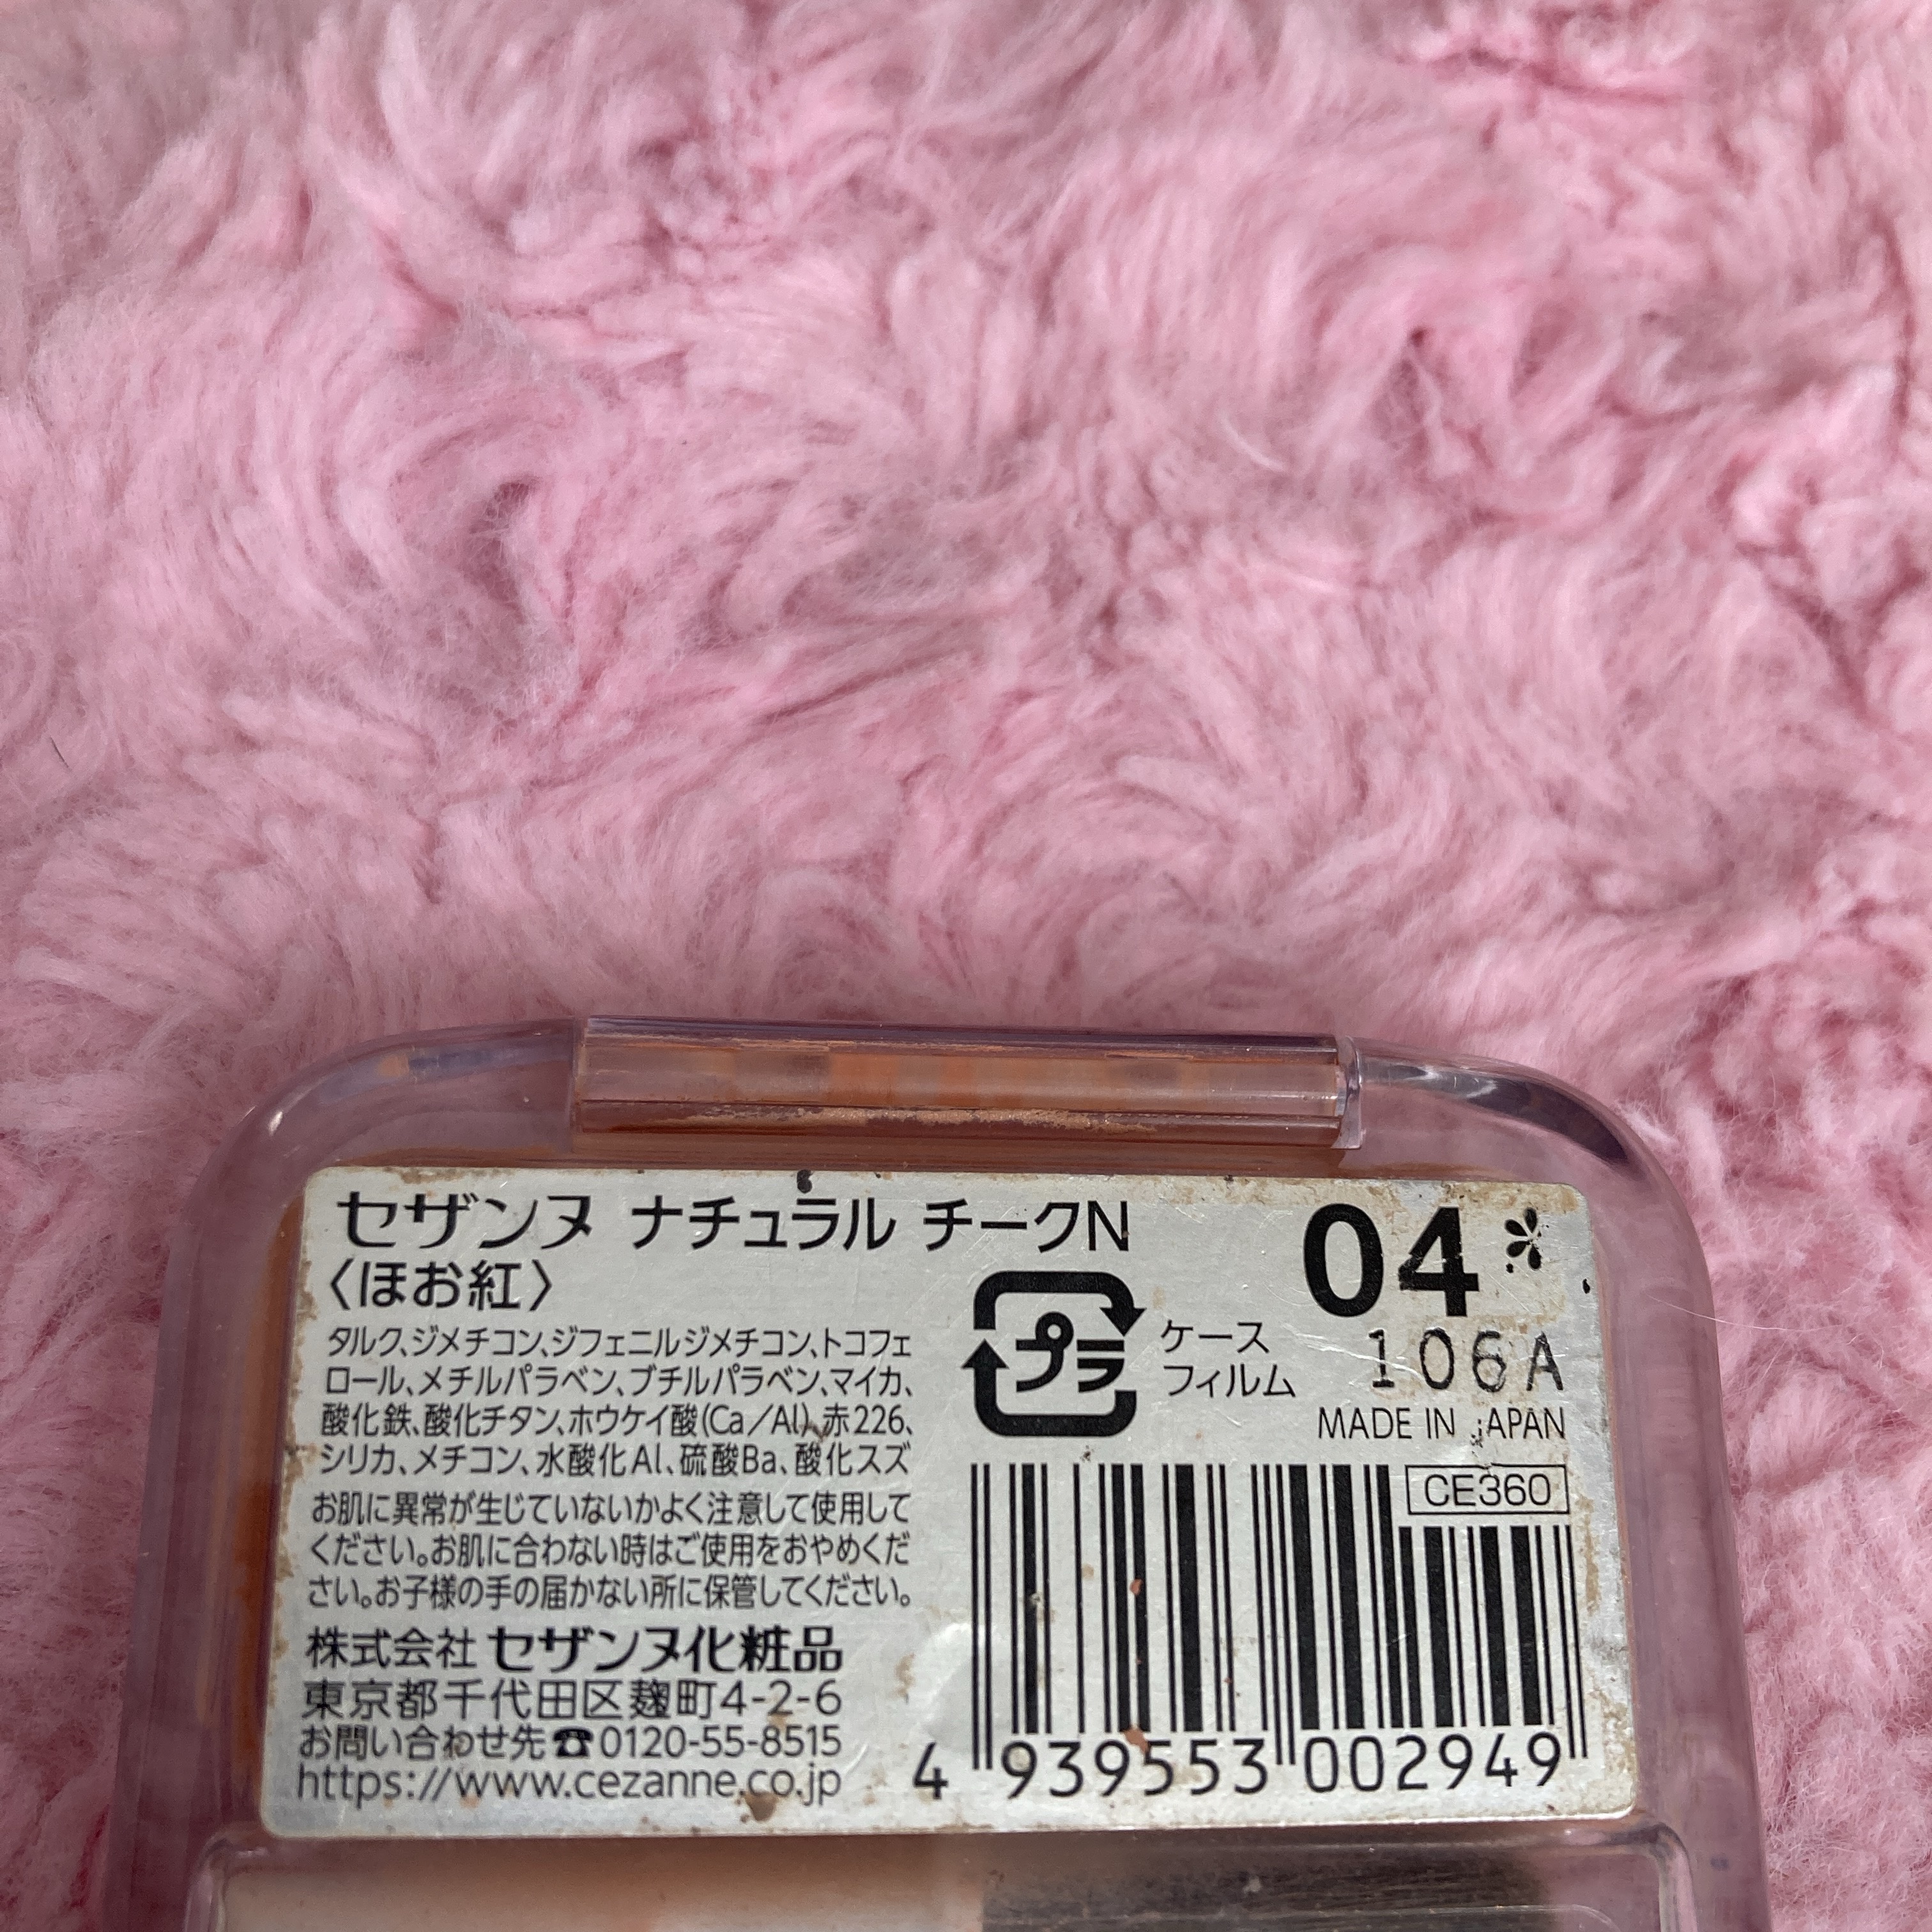 セザンヌ ナチュラル チークN
〈ほお紅〉
タルク、ジメチコン、ジフェニルジメチコン、トコフェ
ロール、メチルパラベン、ブチルパラベン、マイカ、
酸化鉄、酸化チタン、ホウケイ酸(Ca/Al)、赤226、
シリカ、メチコン、水酸化Al、硫酸Ba、酸化スズ
お肌に異常が生じていないかよく注意して使用して
ください。お肌に合わない時はご使用をおやめくだ
さい。お子様の手の届かない所に保管してください。
株式会社 セザンヌ化粧品
東京都千代田区麹町4-2-6
お問い合わせ先☎0120-55-8515
https://www.cezanne.co.jp
プラ
ケース
フィルム
04
106A
MADE IN JAPAN
CE360
4 939553 002949